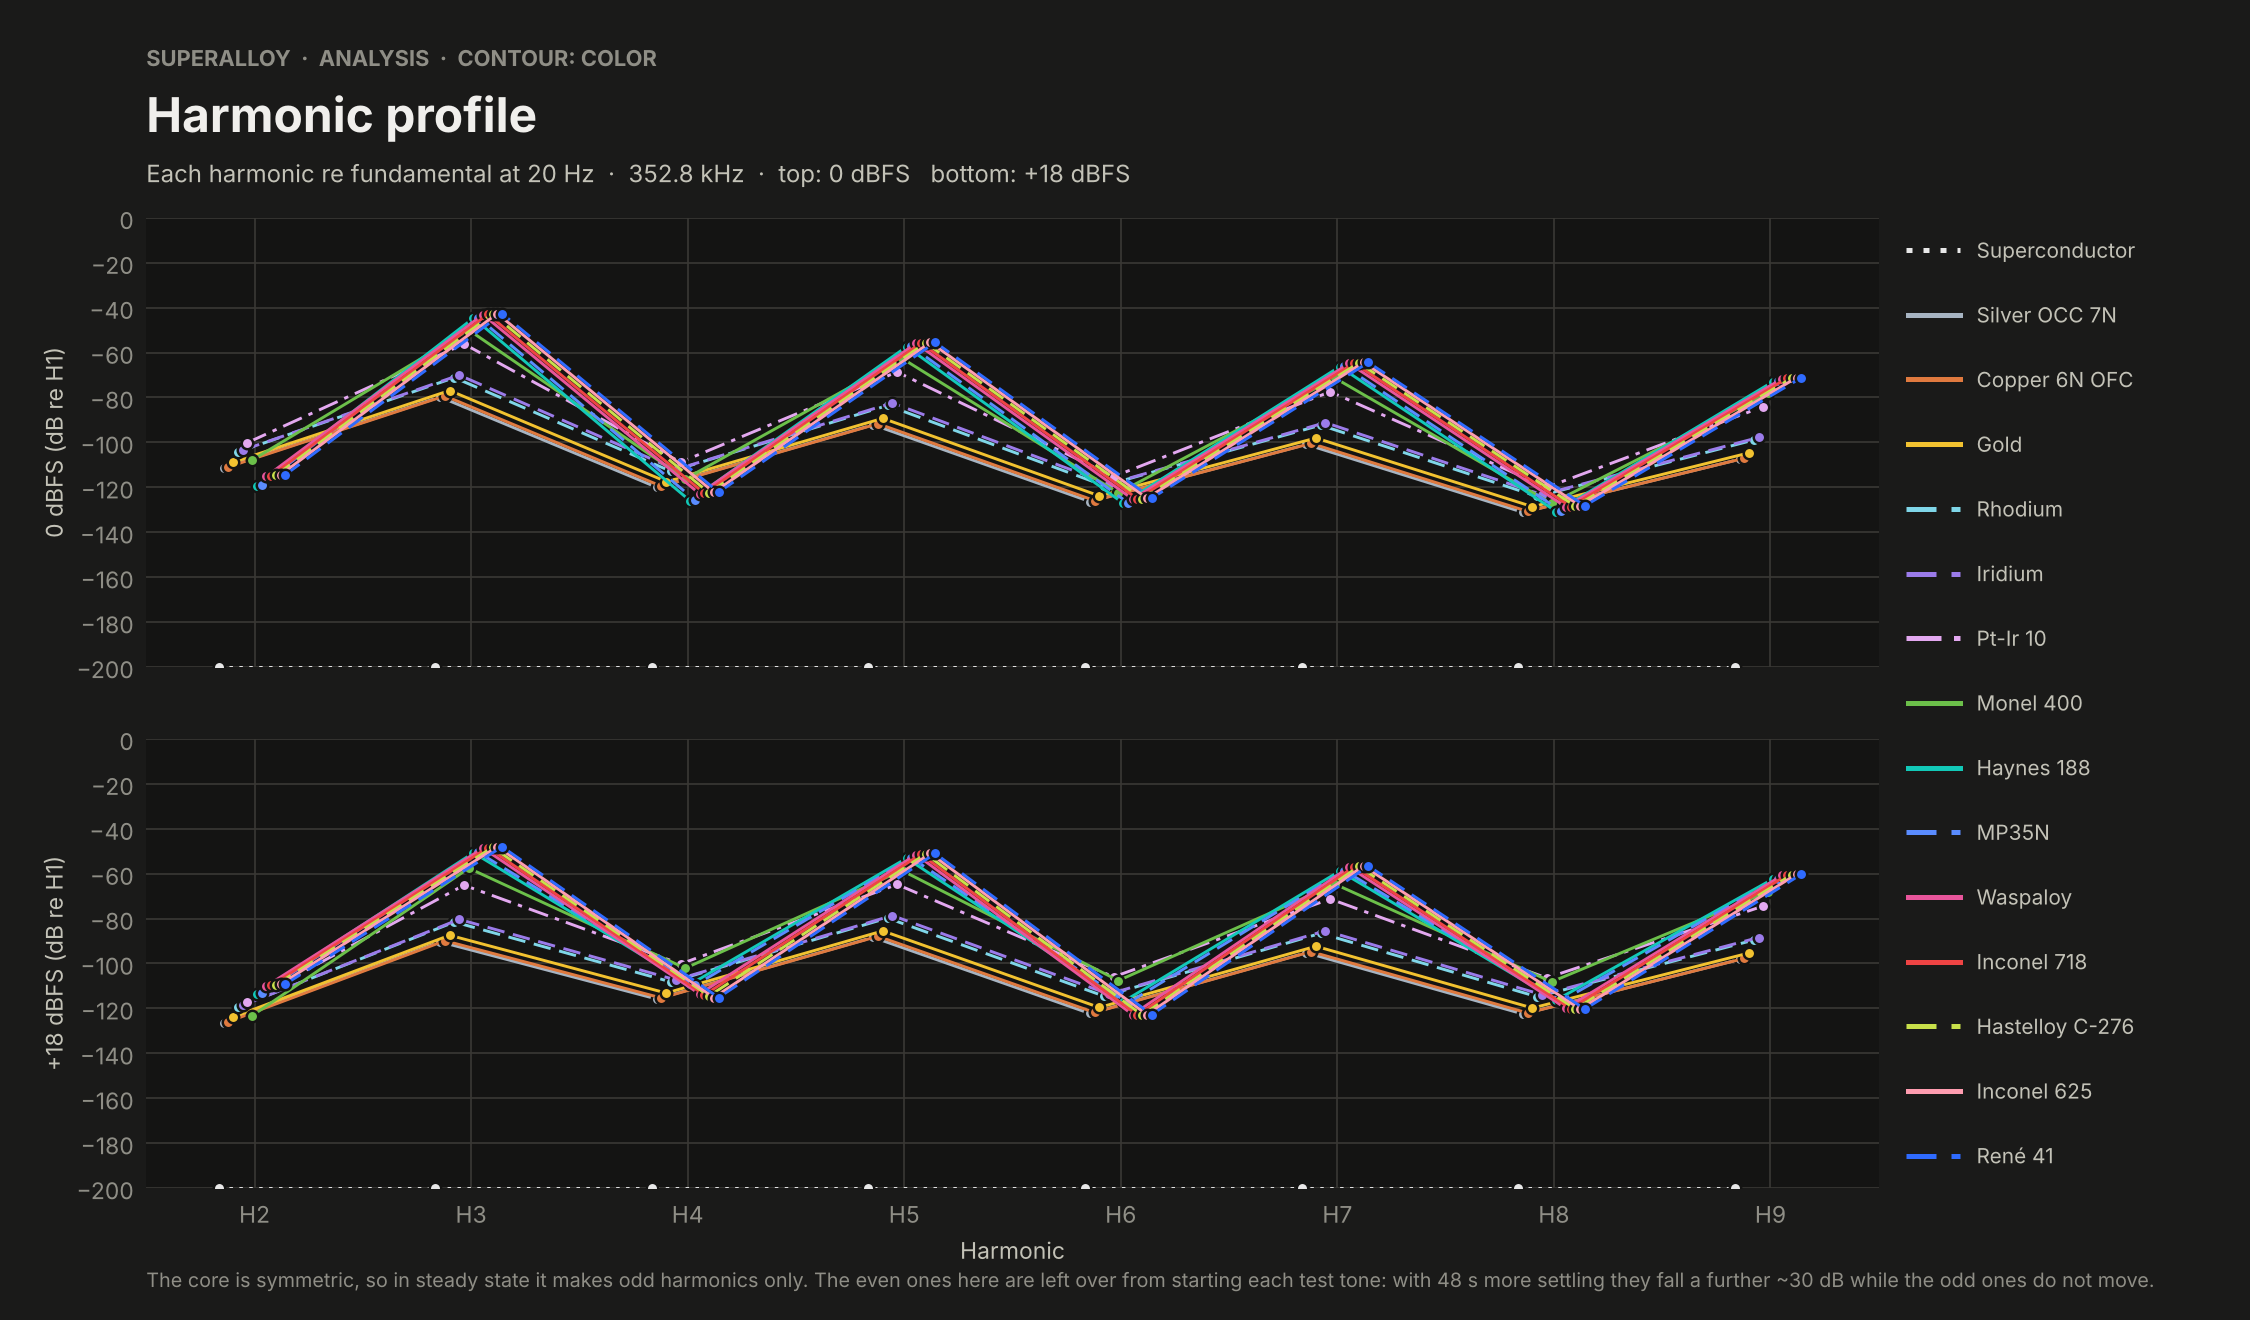 SUPERALLOY · ANALYSIS · CONTOUR: COLOR
Harmonic profile
Each harmonic re fundamental at 20 Hz · 352.8 kHz · top: 0 dBFS bottom: +18 dBFS
0 dBFS (dB re H1)
0
−20
−40
−60
−80
−100
−120
−140
−160
−180
−200
+18 dBFS (dB re H1)
0
−20
−40
−60
−80
−100
−120
−140
−160
−180
−200
H2 H3 H4 H5 H6 H7 H8 H9
Harmonic
Superconductor
Silver OCC 7N
Copper 6N OFC
Gold
Rhodium
Iridium
Pt-Ir 10
Monel 400
Haynes 188
MP35N
Waspaloy
Inconel 718
Hastelloy C-276
Inconel 625
René 41
The core is symmetric, so in steady state it makes odd harmonics only. The even ones here are left over from starting each test tone: with 48 s more settling they fall a further ~30 dB while the odd ones do not move.